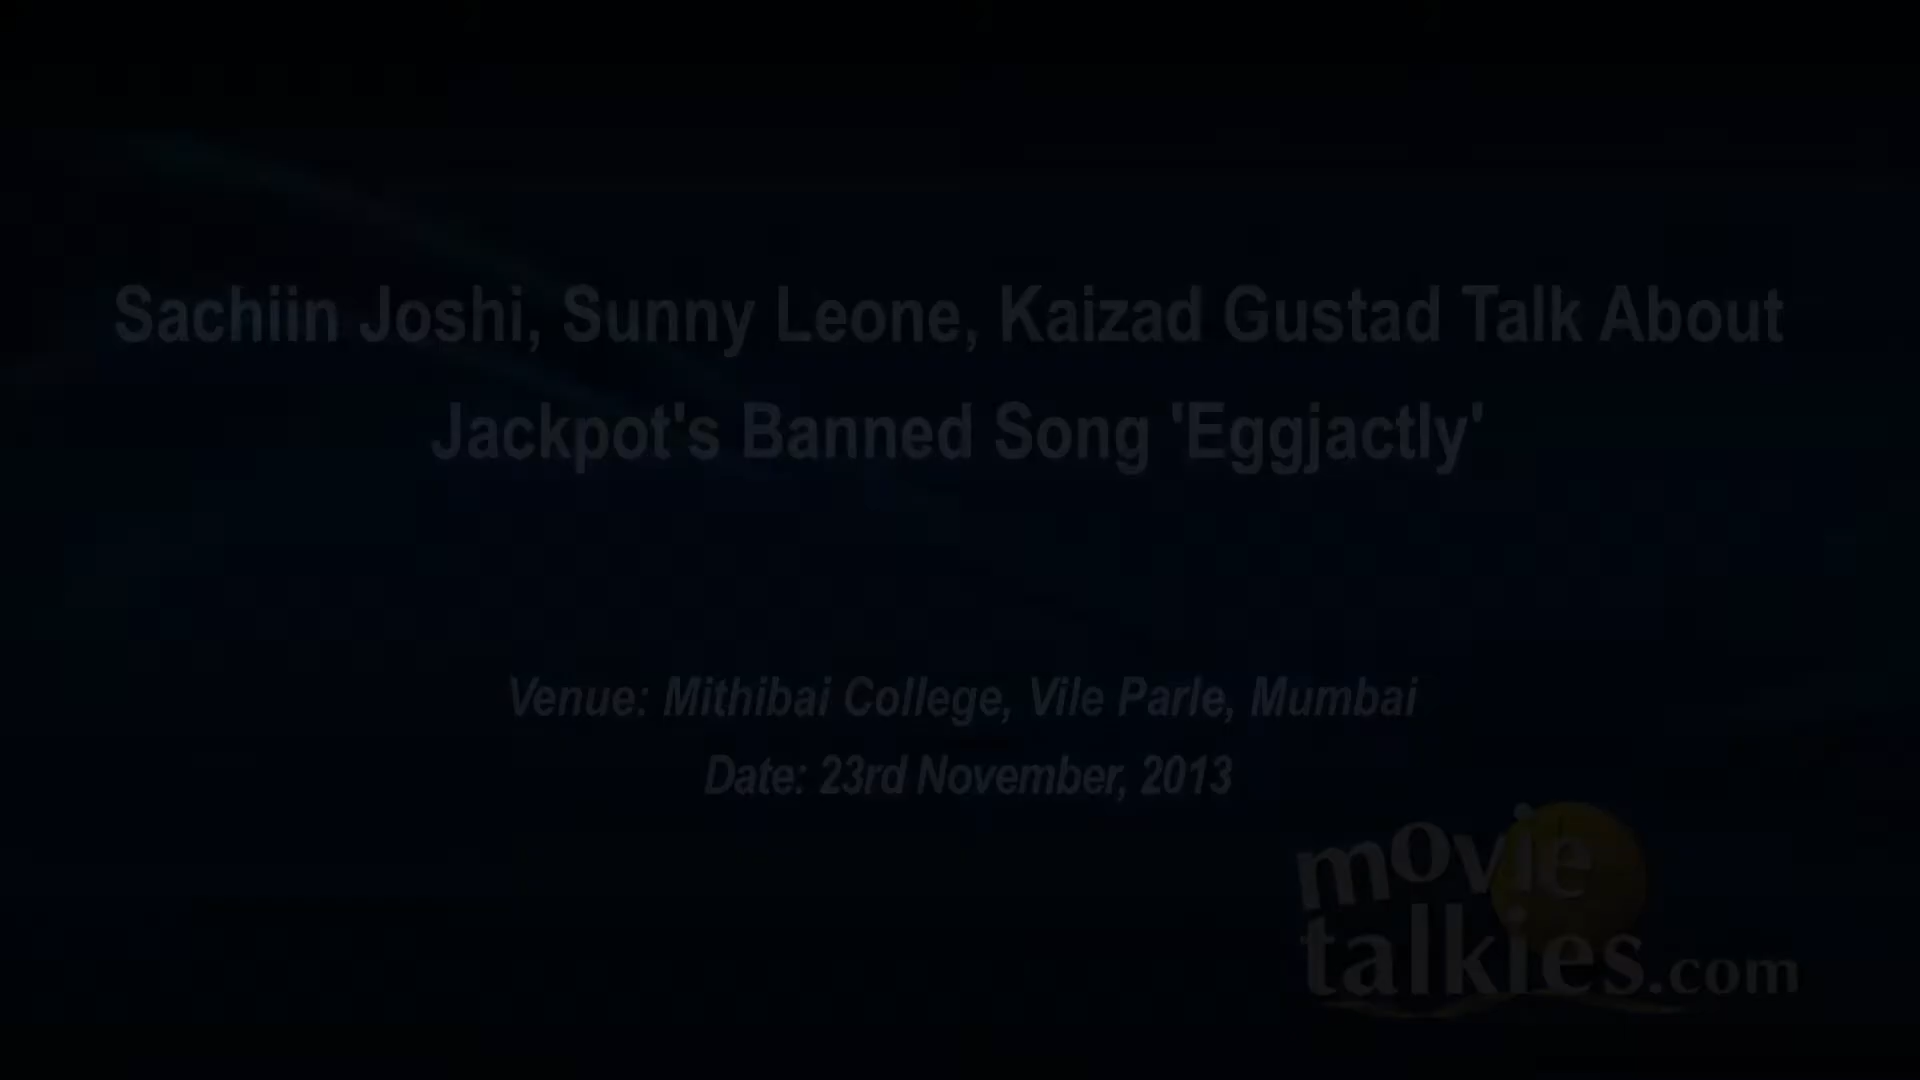 Sachiin Joshi, Sunny Leone, Kaizad Gustad Talk About
Jackpot's Banned Song 'Eggjactly'
Venue: Mithibai College, Vile Parle, Mumbai
Date: 23rd November, 2013
movie
talkies.com